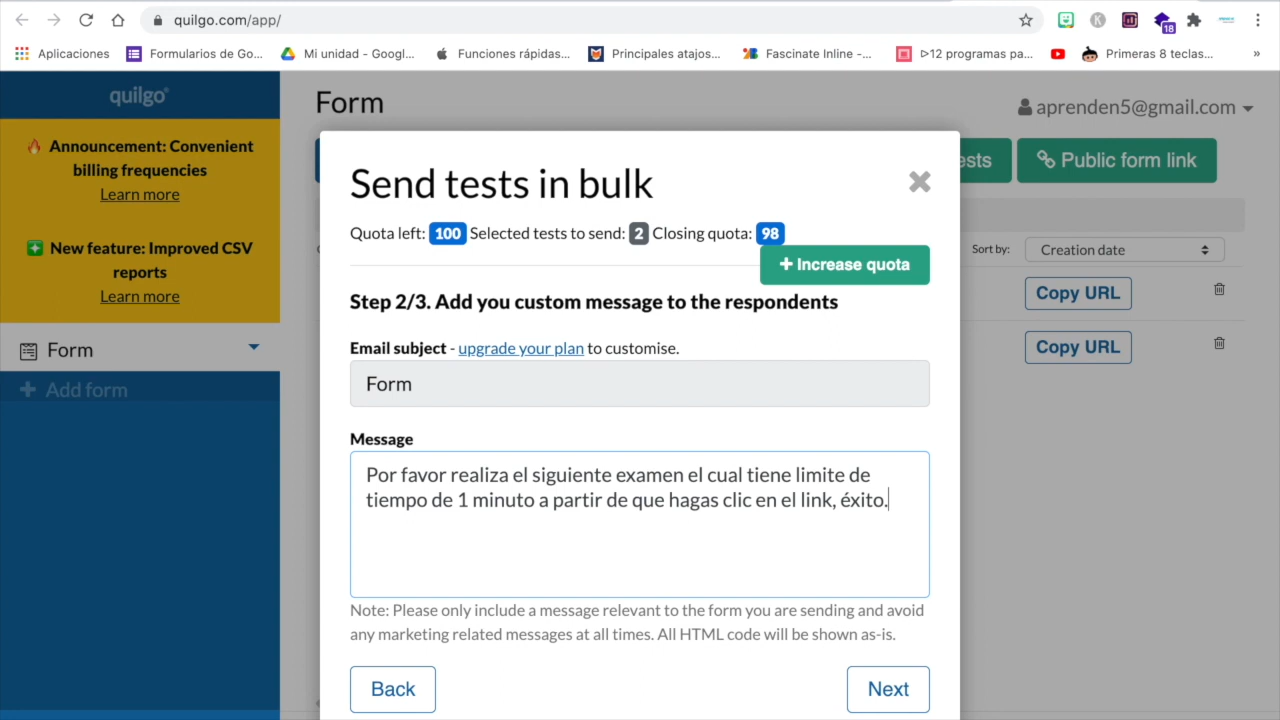 quilgo.com/app/
18
Aplicaciones
Formularios de Go...
Mi unidad - Googl...
Funciones rápidas...
Principales atajos...
Fascinate Inline -...
⊳12 programas pa...
Primeras 8 teclas...
»
quilgo
Form
aprenden5@gmail.com
Announcement: Convenient
billing frequencies
Learn more
ests
Public form link
New feature: Improved CSV
reports
Learn more
Sort by:
Creation date
Copy URL
Copy URL
Form
+ Add form
Send tests in bulk
Quota left: 100 Selected tests to send: 2 Closing quota: 98
+ Increase quota
Step 2/3. Add you custom message to the respondents
Email subject - upgrade your plan to customise.
Form
Message
Por favor realiza el siguiente examen el cual tiene limite de
tiempo de 1 minuto a partir de que hagas clic en el link, éxito.
Note: Please only include a message relevant to the form you are sending and avoid
any marketing related messages at all times. All HTML code will be shown as-is.
Back
Next